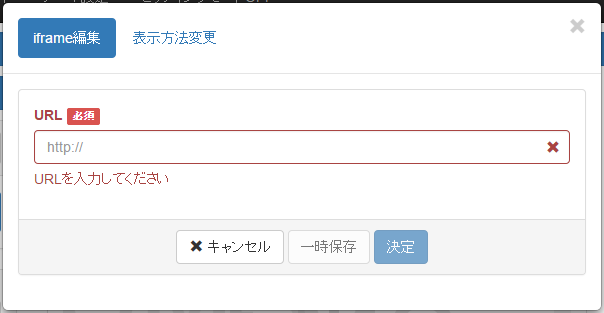 iframe編集 表示方法変更
URL 必須
http://
URLを入力してください
キャンセル 一時保存 決定